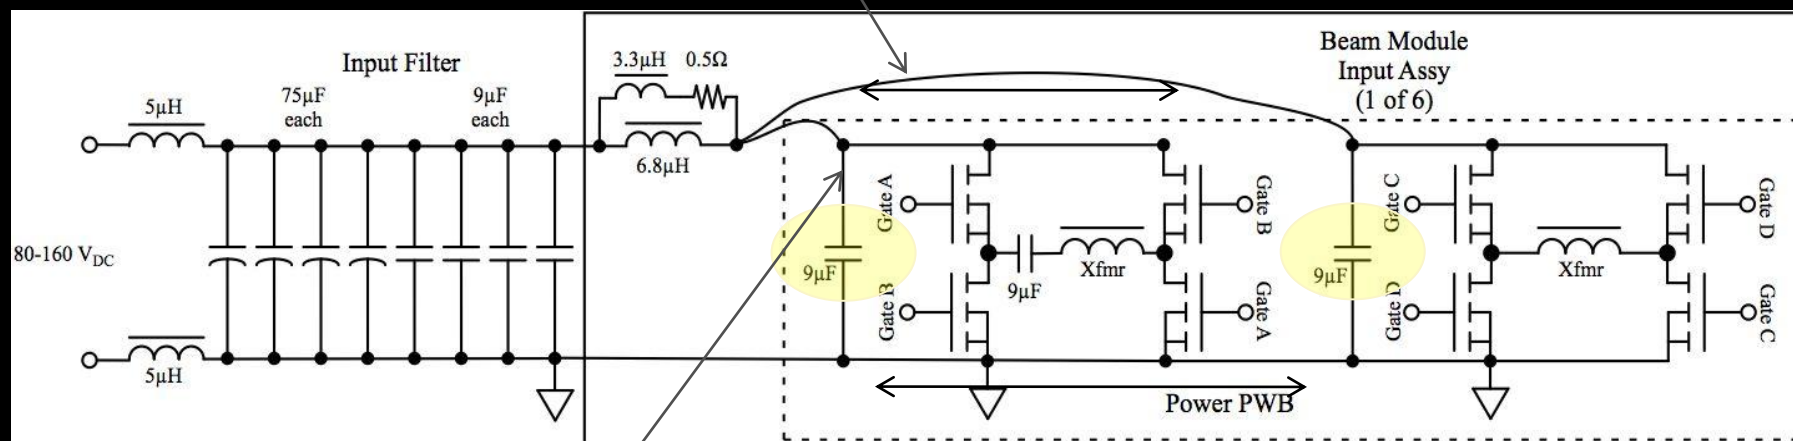 Input Filter
5µH
75µF
each
9µF
each
3.3µH
0.5Ω
6.8µH
Beam Module
Input Assy
(1 of 6)
80-160 V_DC
5µH
9µF
Gate A
Gate B
9µF
Xfmr
Gate B
Gate A
9µF
Gate C
Gate D
Xfmr
Gate D
Gate C
Power PWB